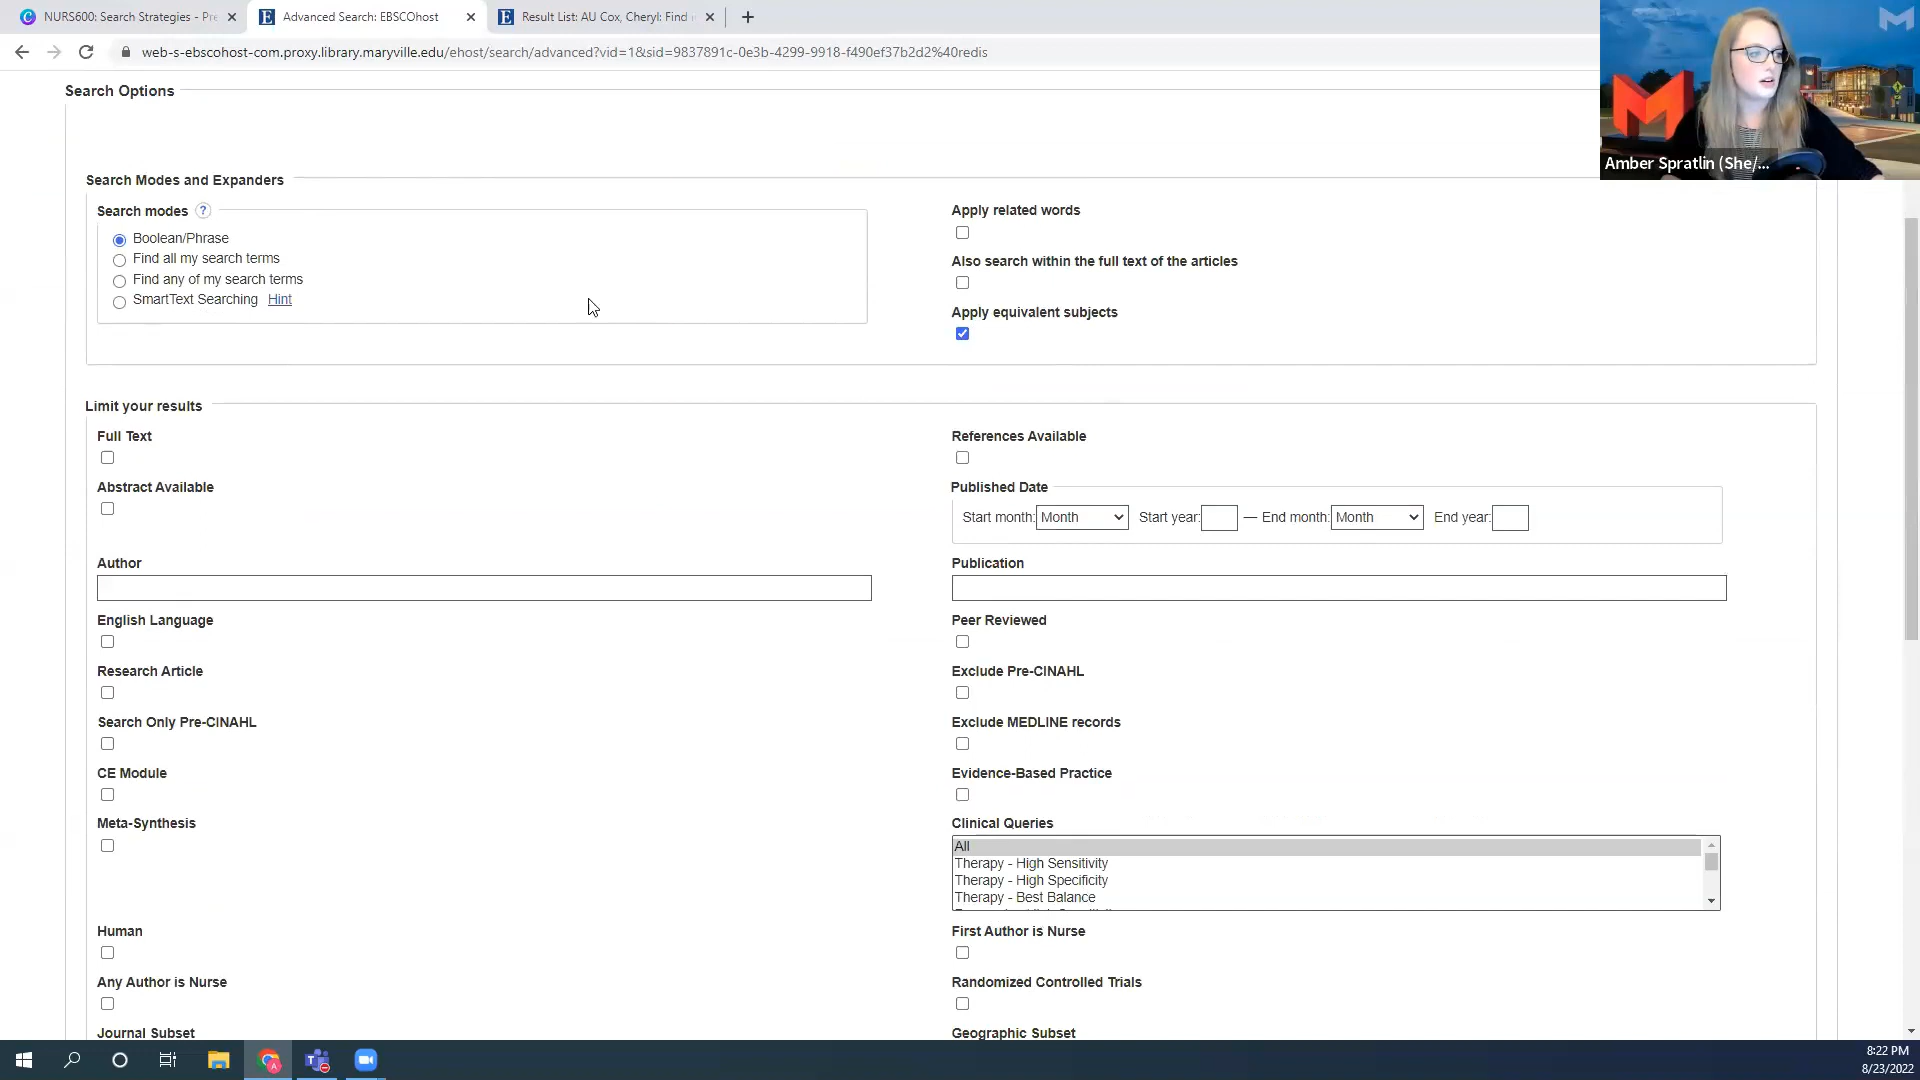 NURS600: Search Strategies - Pre
Advanced Search: EBSCOhost
Result List: AU Cox, Cheryl: Find
web-s-ebscohost-com.proxy.library.maryville.edu/ehost/search/advanced?vid=1&sid=9837891c-0e3b-4299-9918-f490ef37b2d2%40redis
Amber Spratlin (She/...
Search Options
Search Modes and Expanders
Search modes ?
Boolean/Phrase
Find all my search terms
Find any of my search terms
SmartText Searching Hint
Apply related words
Also search within the full text of the articles
Apply equivalent subjects
Limit your results
Full Text
References Available
Abstract Available
Published Date
Start month: Month Start year: — End month: Month End year:
Author
Publication
English Language
Peer Reviewed
Research Article
Exclude Pre-CINAHL
Search Only Pre-CINAHL
Exclude MEDLINE records
CE Module
Evidence-Based Practice
Meta-Synthesis
Clinical Queries
All
Therapy - High Sensitivity
Therapy - High Specificity
Therapy - Best Balance
Human
First Author is Nurse
Any Author is Nurse
Randomized Controlled Trials
Journal Subset
Geographic Subset
8:22 PM
8/23/2022